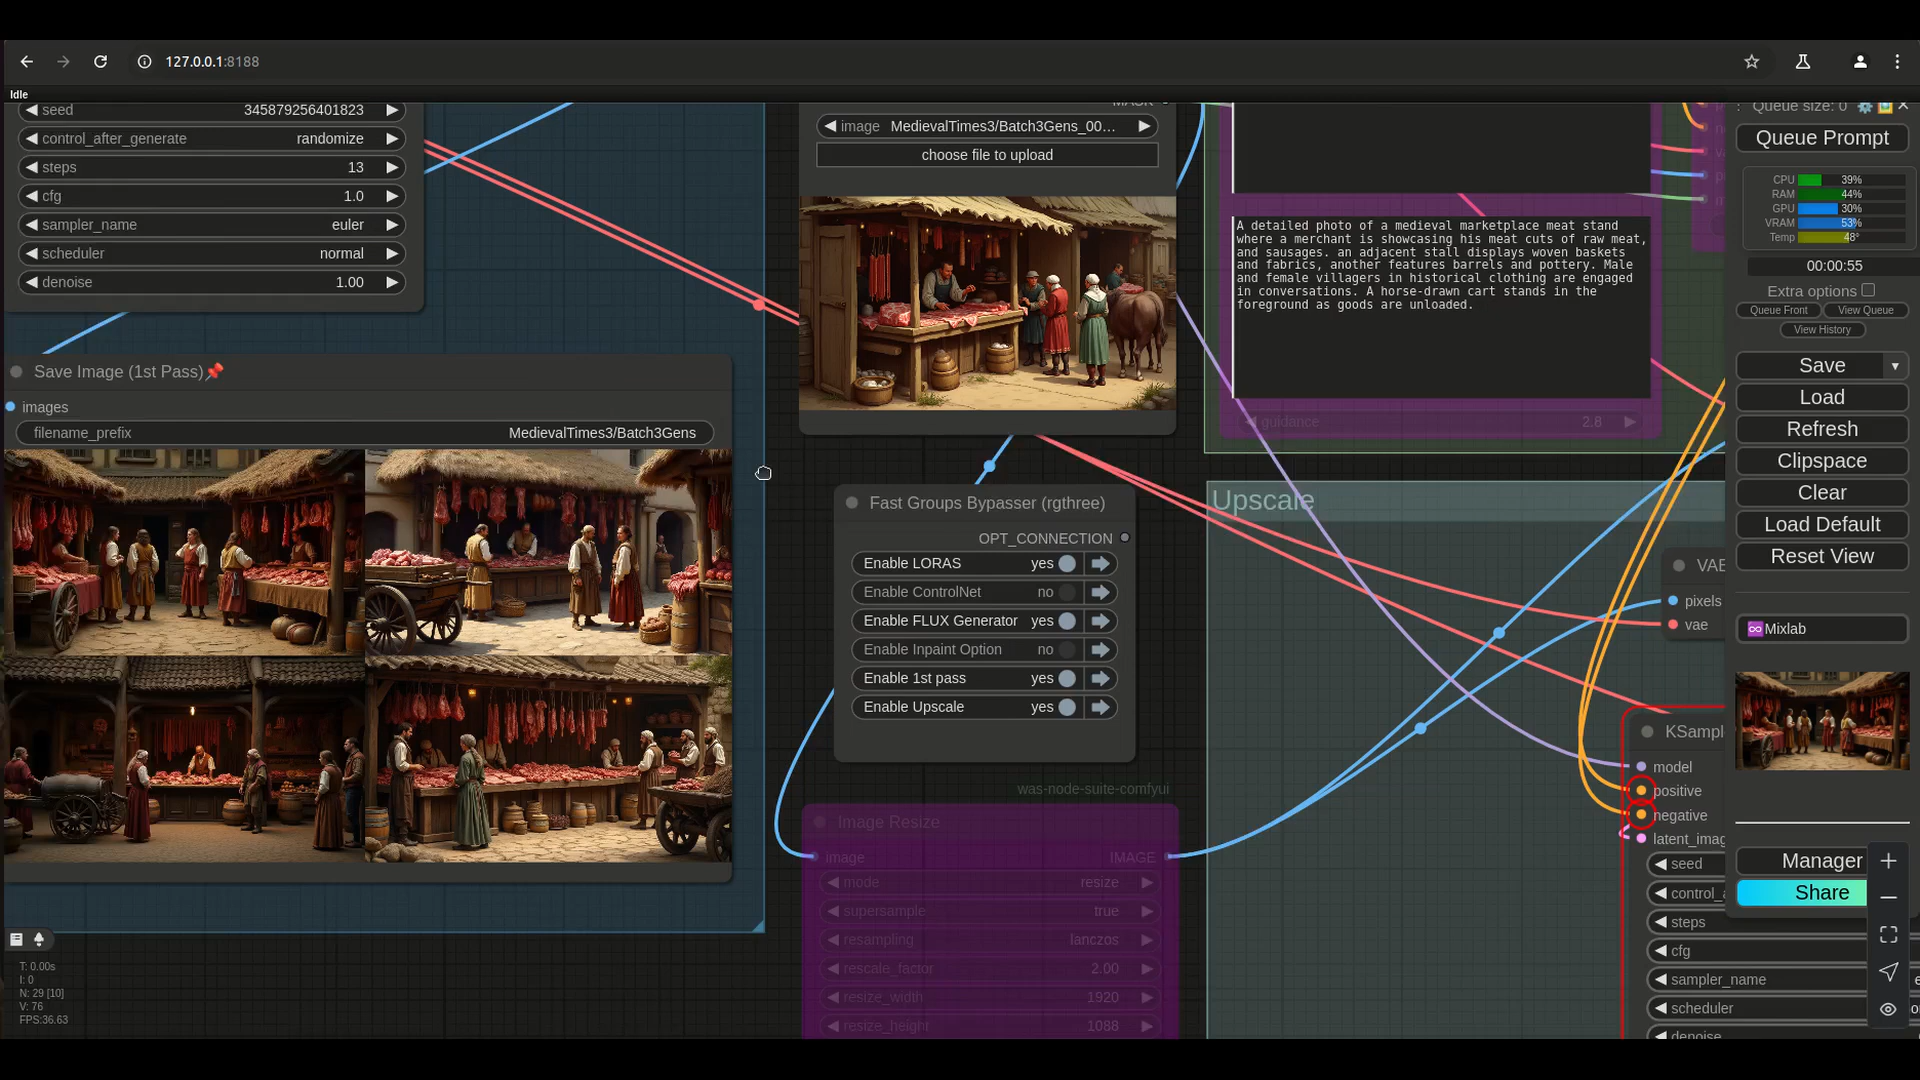 127.0.0.1:8188
Idle
seed 345879256401823
control_after_generate randomize
steps 13
cfg 1.0
sampler_name euler
scheduler normal
denoise 1.00
Save Image (1st Pass)📌
images
filename_prefix MedievalTimes3/Batch3Gens
MASK
image MedievalTimes3/Batch3Gens_00...
choose file to upload
Fast Groups Bypasser (rgthree)
OPT_CONNECTION
Enable LORAS yes
Enable ControlNet no
Enable FLUX Generator yes
Enable Inpaint Option no
Enable 1st pass yes
Enable Upscale yes
was-node-suite-comfyui
Image Resize
image IMAGE
mode resize
supersample true
resampling lanczos
rescale_factor 2.00
resize_width 1920
resize_height 1088
A detailed photo of a medieval marketplace meat stand
where a merchant is showcasing his meat cuts of raw meat,
and sausages. an adjacent stall displays woven baskets
and fabrics, another features barrels and pottery. Male
and female villagers in historical clothing are engaged
in conversations. A horse-drawn cart stands in the
foreground as goods are unloaded.
guidance 2.8
Upscale
VAE
pixels
vae
KSampl
model
positive
negative
latent_imag
seed
control_a
steps
cfg
sampler_name
scheduler
denoise
Queue size: 0
Queue Prompt
CPU 39%
RAM 44%
GPU 30%
VRAM 53%
Temp 48°
00:00:55
Extra options
Queue Front View Queue
View History
Save
Load
Refresh
Clipspace
Clear
Load Default
Reset View
Mixlab
Manager
Share
T: 0.00s
I: 0
N: 29 [10]
V: 76
FPS:36.63